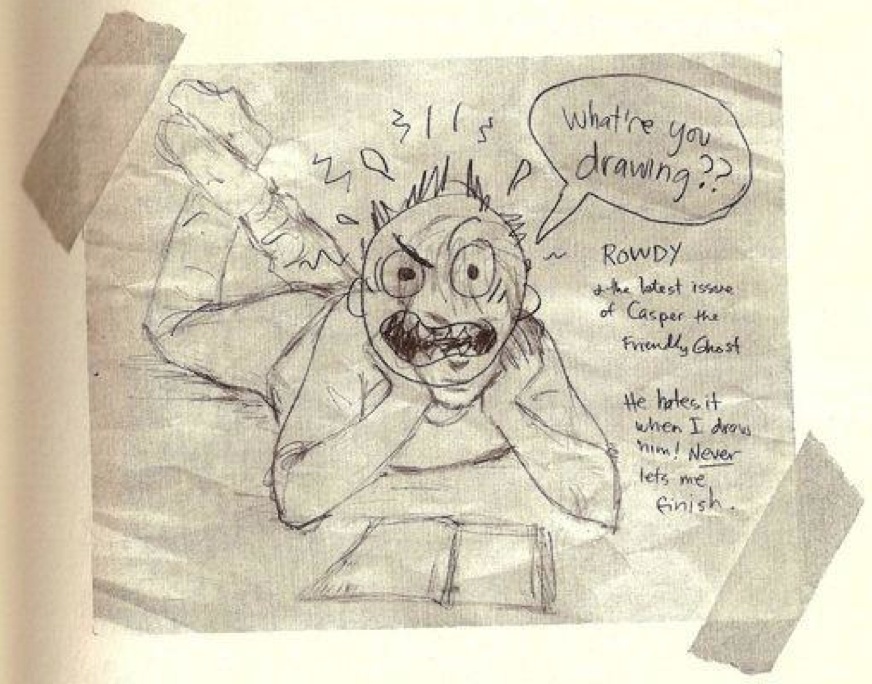 What're you
drawing??
ROWDY
& the latest issue
of Casper the
Friendly Ghost
He hates it
when I draw
him! Never
lets me
finish.